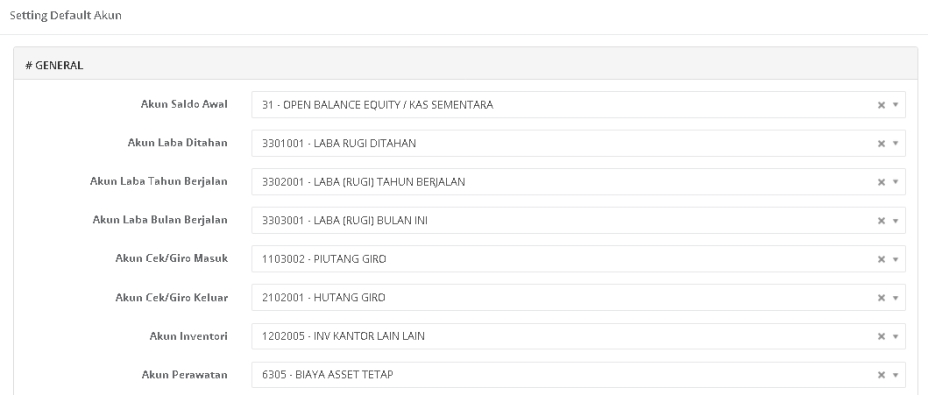 Setting Default Akun
# GENERAL
Akun Saldo Awal 31 - OPEN BALANCE EQUITY / KAS SEMENTARA
Akun Laba Ditahan 3301001 - LABA RUGI DITAHAN
Akun Laba Tahun Berjalan 3302001 - LABA (RUGI) TAHUN BERJALAN
Akun Laba Bulan Berjalan 3303001 - LABA (RUGI) BULAN INI
Akun Cek/Giro Masuk 1103002 - PIUTANG GIRO
Akun Cek/Giro Keluar 2102001 - HUTANG GIRO
Akun Inventori 1202005 - INV KANTOR LAIN LAIN
Akun Perawatan 6305 - BIAYA ASSET TETAP